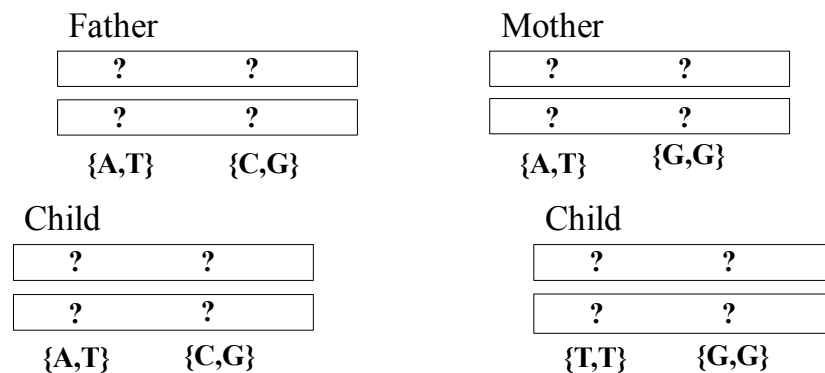 Father
? ?
? ?
{A,T} {C,G}
Mother
? ?
? ?
{A,T} {G,G}
Child
? ?
? ?
{A,T} {C,G}
Child
? ?
? ?
{T,T} {G,G}